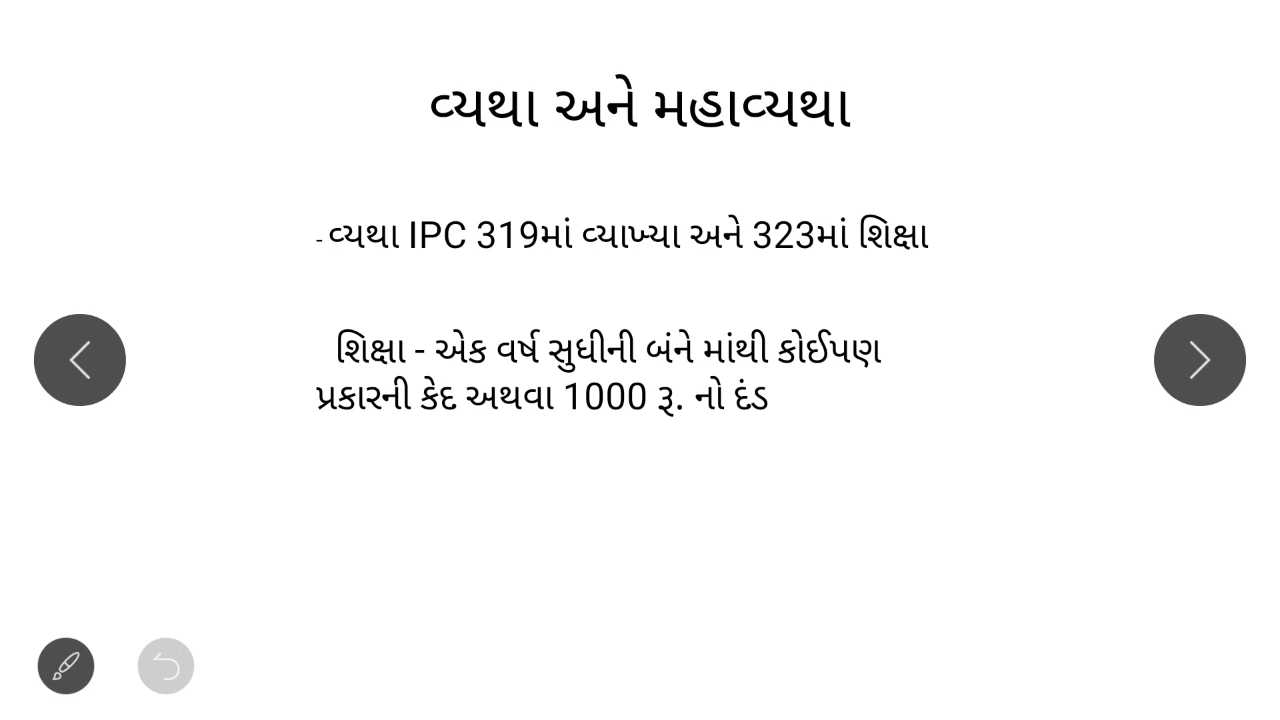 વ્યથા અને મહાવ્યથા
- વ્યથા IPC 319માં વ્યાખ્યા અને 323માં શિક્ષા
શિક્ષા - એક વર્ષ સુધીની બંને માંથી કોઈપણ
પ્રકારની કેદ અથવા 1000 રૂ. નો દંડ